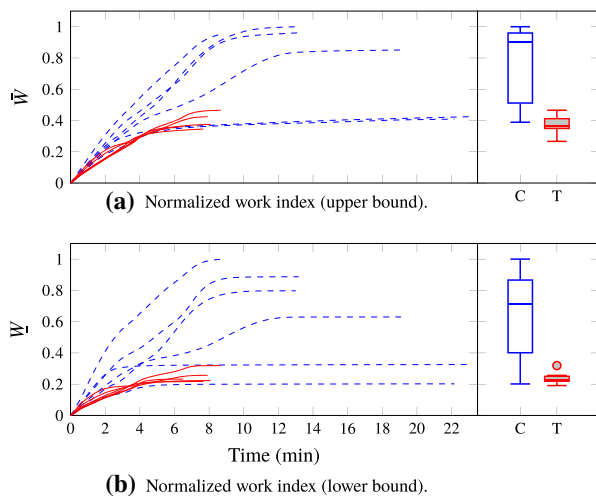 1
0.8
0.6
0.4
0.2
0
W̄
C T
(a) Normalized work index (upper bound).
1
0.8
0.6
0.4
0.2
0
W̲
0 2 4 6 8 10 12 14 16 18 20 22
C T
Time (min)
(b) Normalized work index (lower bound).